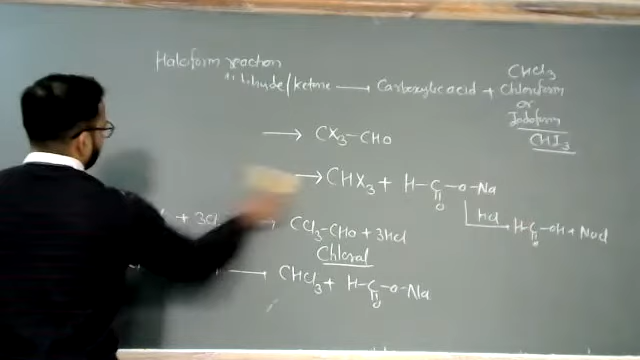 Haloform reaction
/ketone → Carboxylic acid + CHCl3
Chloroform
or
Iodoform
CHI3
→ CX3-CHO
→ CHX3 + H-C-O-Na
O
HCl
H-C-OH + NaCl
O
+ 3Cl → CCl3-CHO + 3HCl
Chloral
→ CHCl3 + H-C-O-Na
O